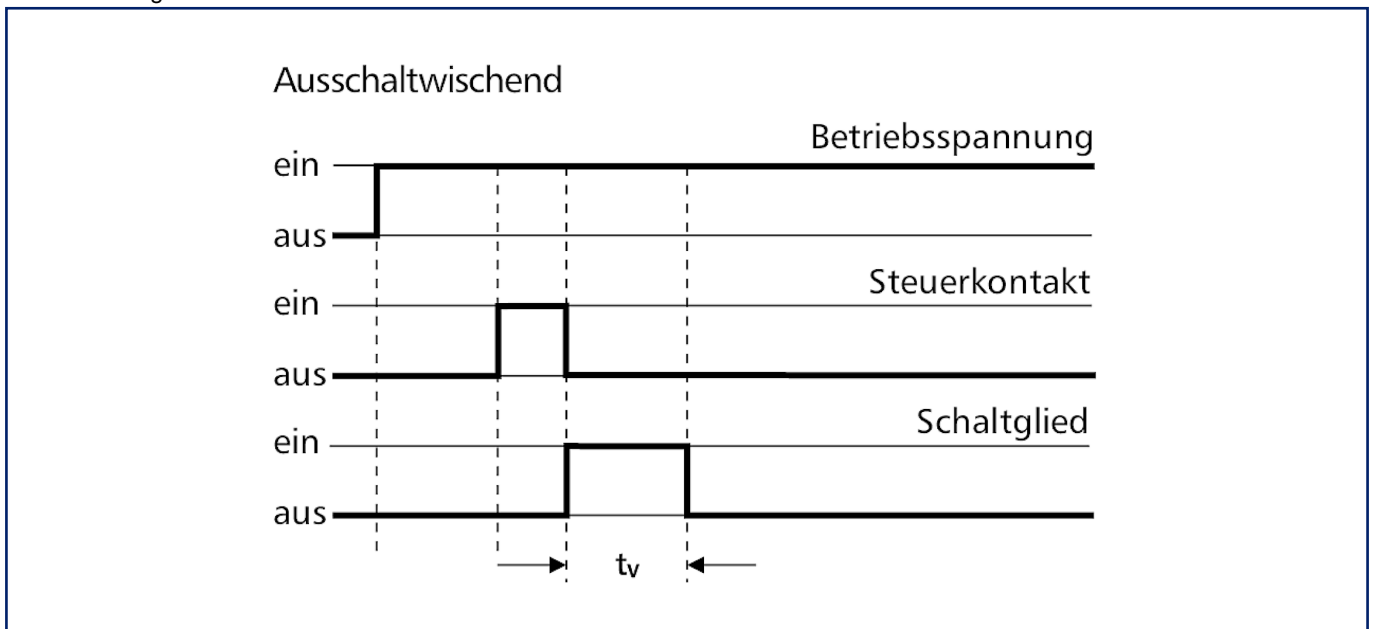 Ausschaltwischend
Betriebsspannung
ein
aus
Steuerkontakt
ein
aus
Schaltglied
ein
aus
tv